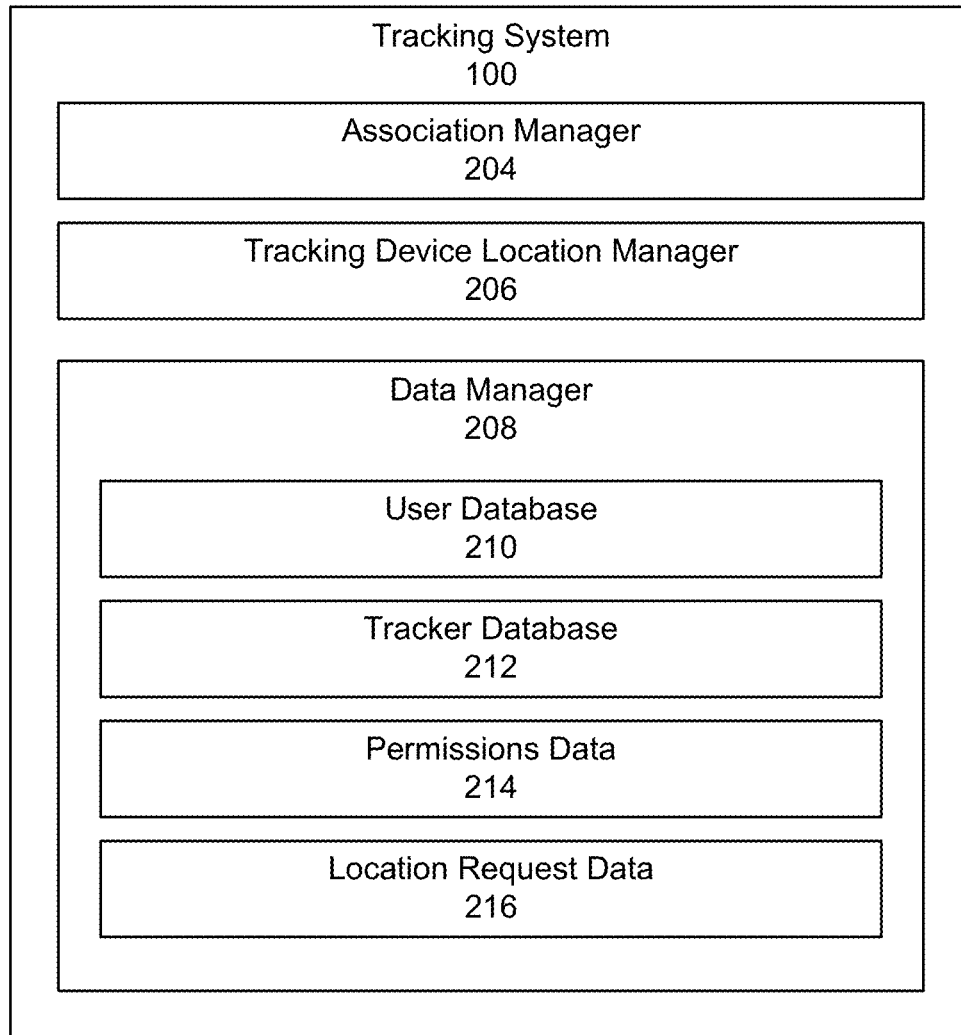 Tracking System
100
Association Manager
204
Tracking Device Location Manager
206
Data Manager
208
User Database
210
Tracker Database
212
Permissions Data
214
Location Request Data
216